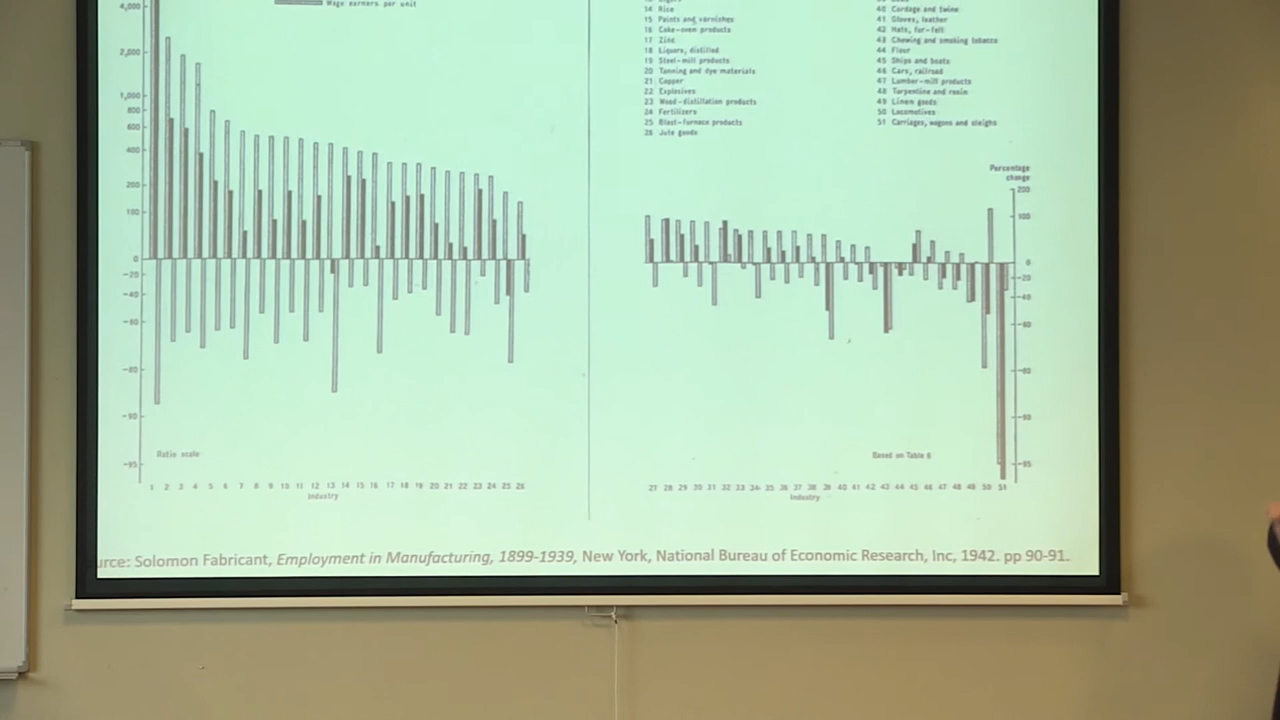 4,000
Wage earners per unit
2,000
1,000
800
600
400
200
100
0
-20
-40
-60
-80
-90
-95
Ratio scale
1 2 3 4 5 6 7 8 9 10 11 12 13 14 15 16 17 18 19 20 21 22 23 24 25 26
Industry
14 Rice
15 Paints and varnishes
16 Coke-oven products
17 Zinc
18 Liquors, distilled
19 Steel-mill products
20 Tanning and dye materials
21 Copper
22 Explosives
23 Wood-distillation products
24 Fertilizers
25 Blast-furnace products
26 Jute goods
40 Cordage and twine
41 Gloves, leather
42 Hats, fur-felt
43 Chewing and smoking tobacco
44 Flour
45 Ships and boats
46 Cars, railroad
47 Lumber-mill products
48 Turpentine and rosin
49 Linen goods
50 Locomotives
51 Carriages, wagons and sleighs
Percentage
change
200
100
0
-20
-40
-60
-80
-90
-95
Based on Table 6
27 28 29 30 31 32 33 34 35 36 37 38 39 40 41 42 43 44 45 46 47 48 49 50 51
Industry
urce: Solomon Fabricant, Employment in Manufacturing, 1899-1939, New York, National Bureau of Economic Research, Inc, 1942. pp 90-91.